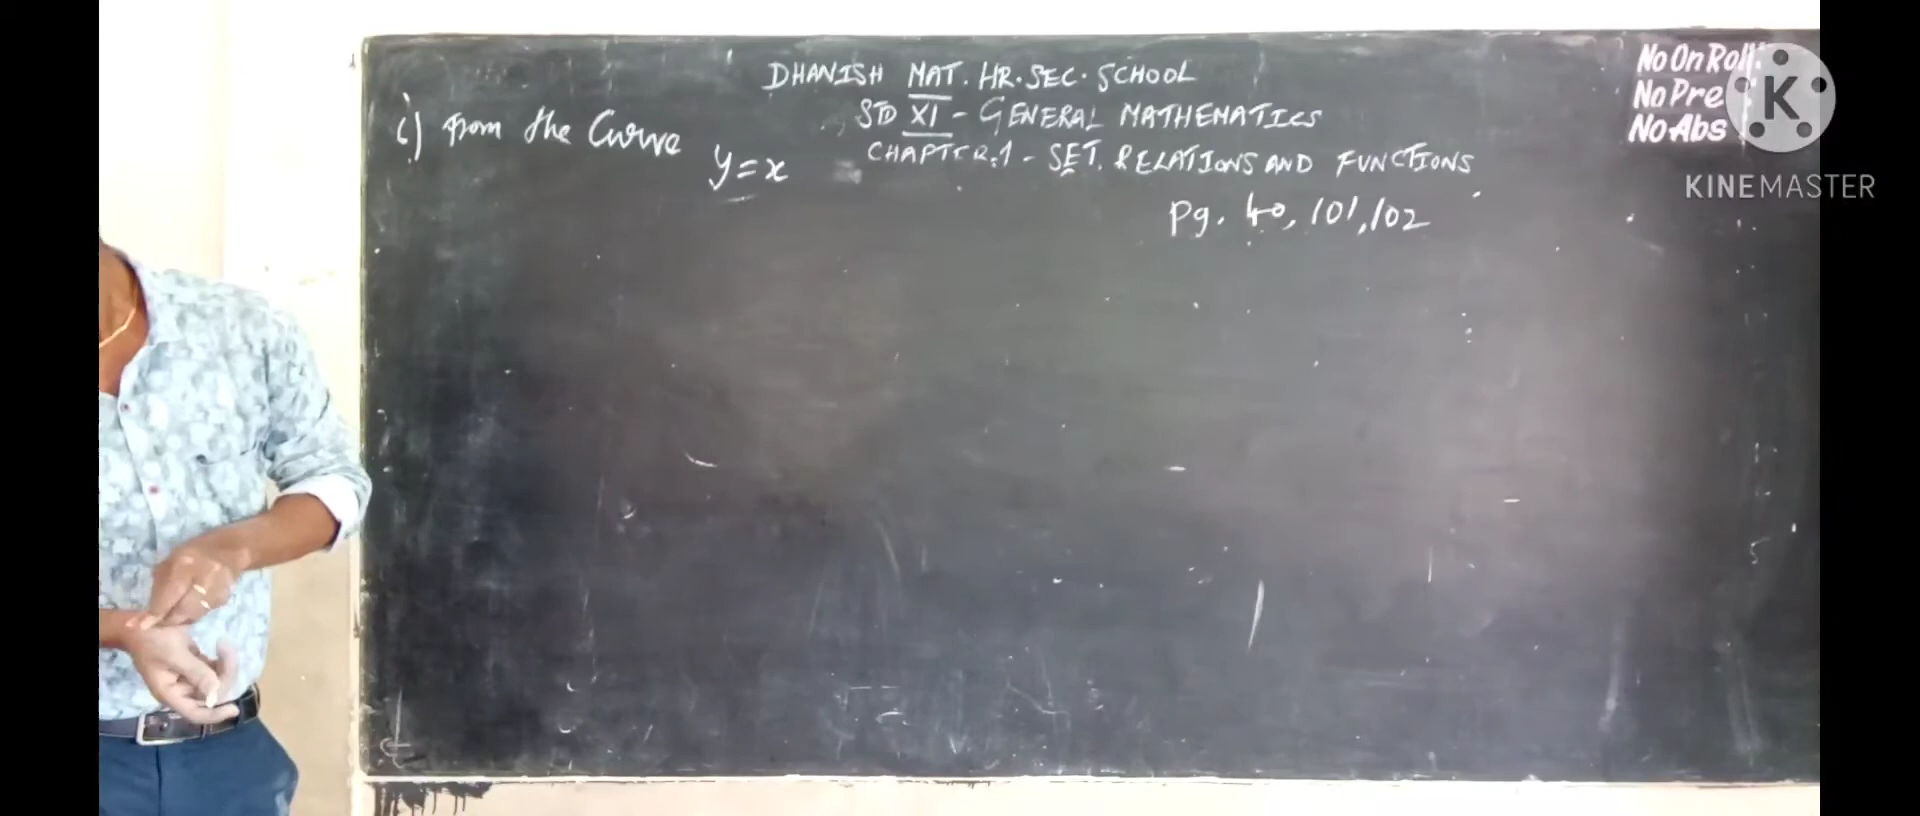 DHANISH MAT. HR. SEC. SCHOOL
STD XI - GENERAL MATHEMATICS
CHAPTER.1 - SET. RELATIONS AND FUNCTIONS
Pg. 40, 101, 102
i) From the Curve
y=x
No On Roll.
No Pre
No Abs
K
KINEMASTER